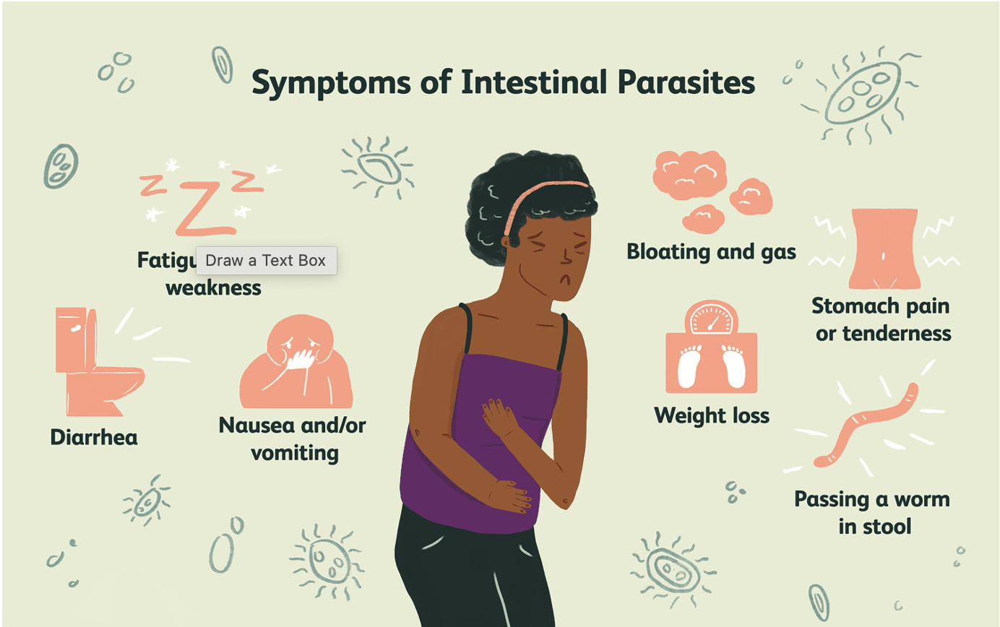 Symptoms of Intestinal Parasites
Z Z Z
Draw a Text Box
weakness
Diarrhea
Nausea and/or
vomiting
Bloating and gas
Stomach pain
or tenderness
Weight loss
Passing a worm
in stool